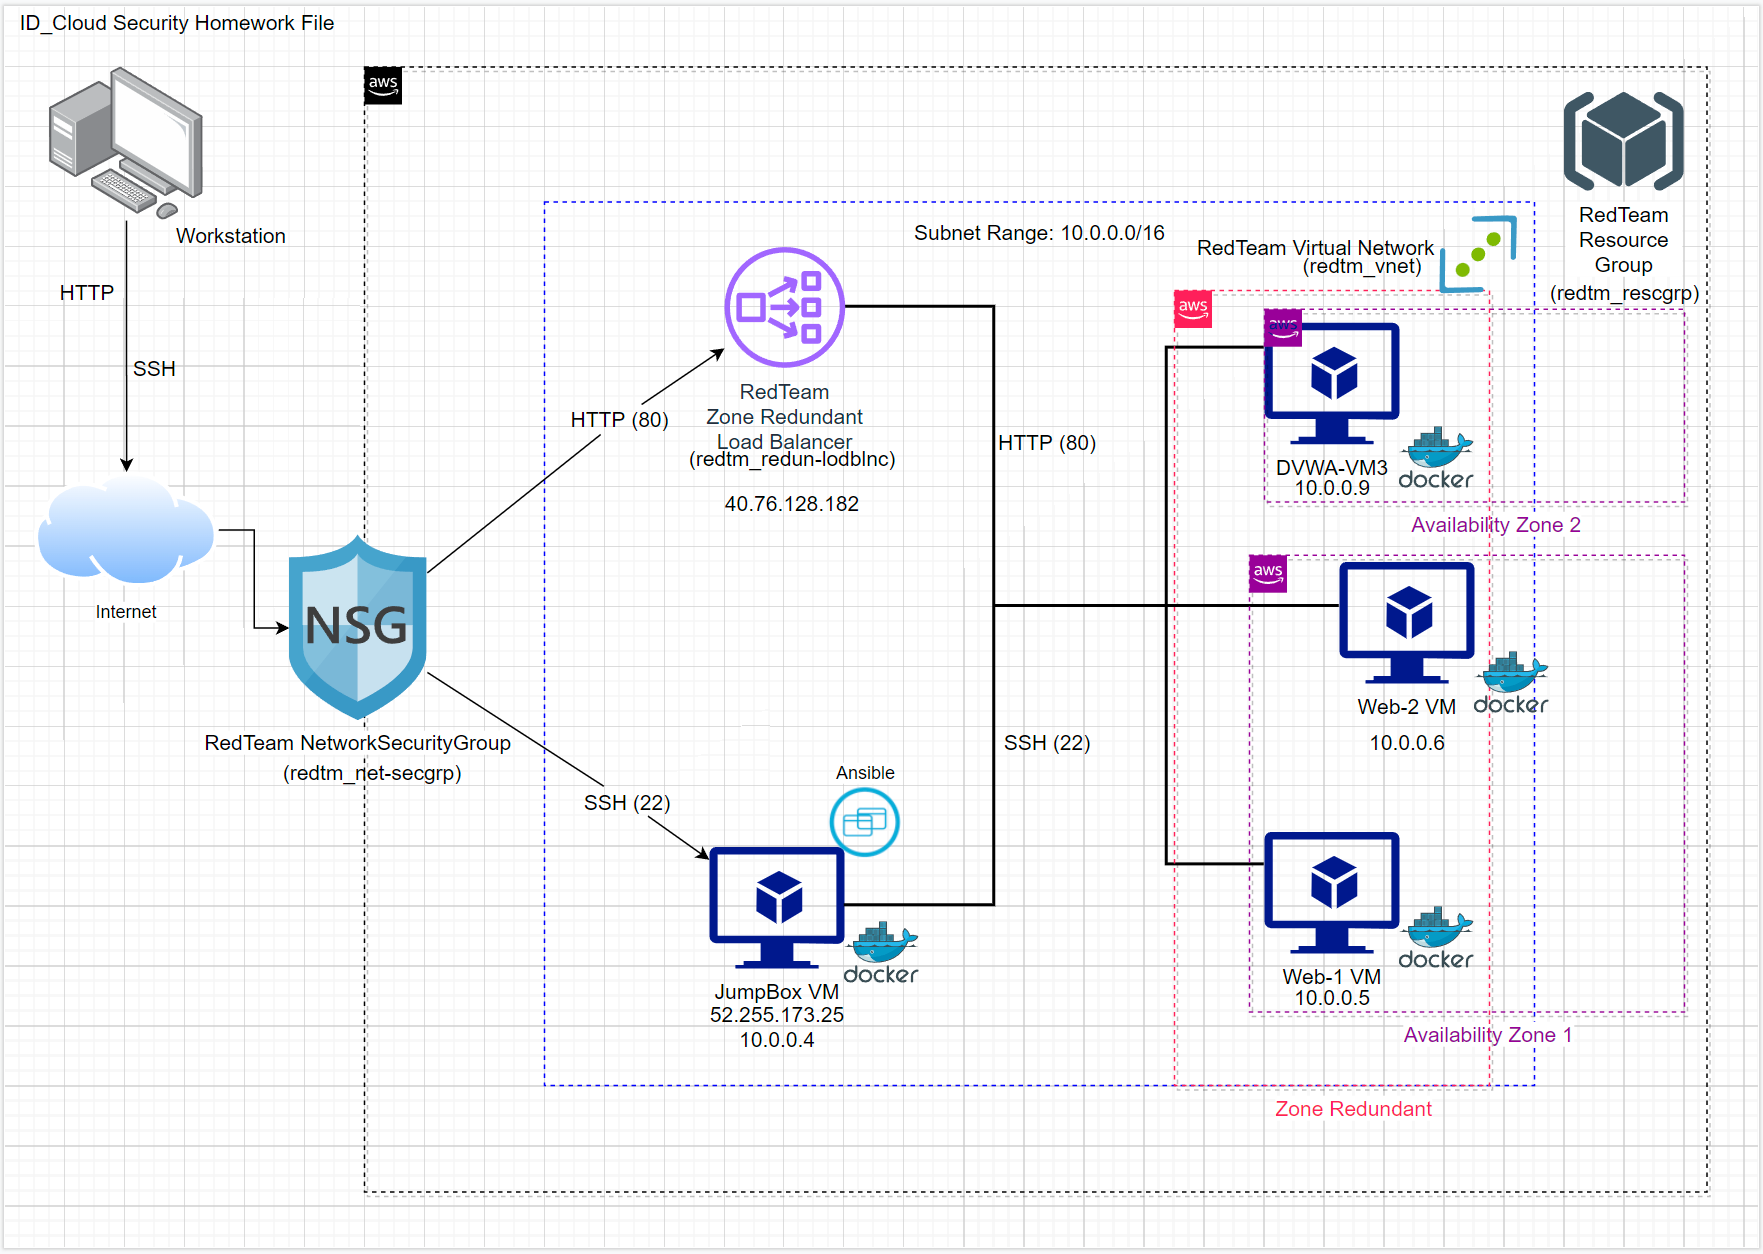 ID_Cloud Security Homework File
aws
Workstation
HTTP
SSH
Internet
NSG
RedTeam NetworkSecurityGroup
(redtm_net-secgrp)
HTTP (80)
SSH (22)
Subnet Range: 10.0.0.0/16
RedTeam Virtual Network
(redtm_vnet)
RedTeam
Resource
Group
(redtm_rescgrp)
RedTeam
Zone Redundant
Load Balancer
(redtm_redun-lodblnc)
40.76.128.182
HTTP (80)
SSH (22)
Ansible
docker
JumpBox VM
52.255.173.25
10.0.0.4
aws
aws
DVWA-VM3
10.0.0.9
docker
Availability Zone 2
aws
Web-2 VM
10.0.0.6
docker
Web-1 VM
10.0.0.5
docker
Availability Zone 1
Zone Redundant